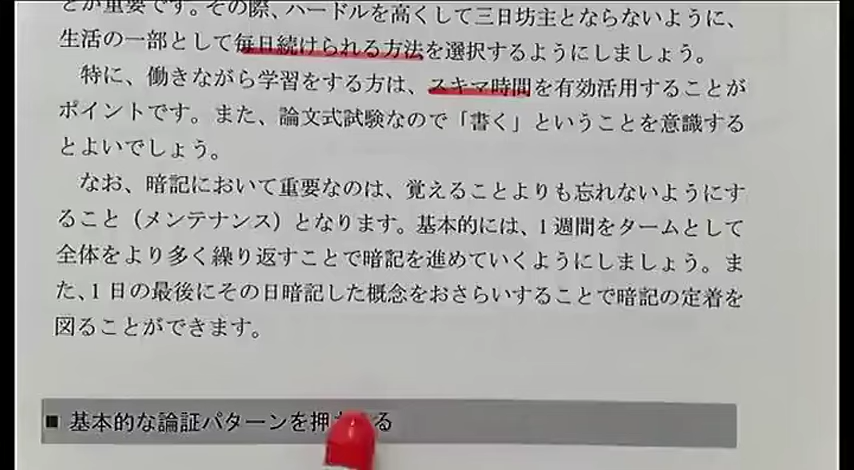 とが重要です。その際、ハードルを高くして三日坊主とならないように、
生活の一部として毎日続けられる方法を選択するようにしましょう。
特に、働きながら学習をする方は、スキマ時間を有効活用することが
ポイントです。また、論文式試験なので「書く」ということを意識する
とよいでしょう。
なお、暗記において重要なのは、覚えることよりも忘れないようにす
ること（メンテナンス）となります。基本的には、1週間をタームとして
全体をより多く繰り返すことで暗記を進めていくようにしましょう。ま
た、1日の最後にその日暗記した概念をおさらいすることで暗記の定着を
図ることができます。
■ 基本的な論証パターンを押る